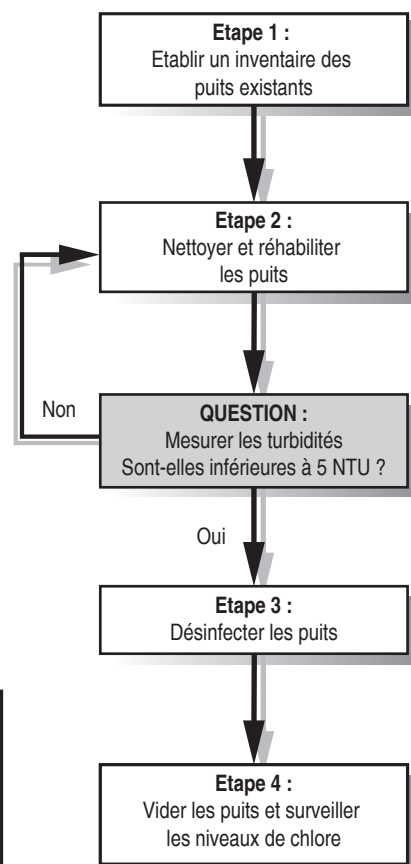 Etape 1 :
Etablir un inventaire des
puits existants
Etape 2 :
Nettoyer et réhabiliter
les puits
Non
QUESTION :
Mesurer les turbidités
Sont-elles inférieures à 5 NTU ?
Oui
Etape 3 :
Désinfecter les puits
Etape 4 :
Vider les puits et surveiller
les niveaux de chlore